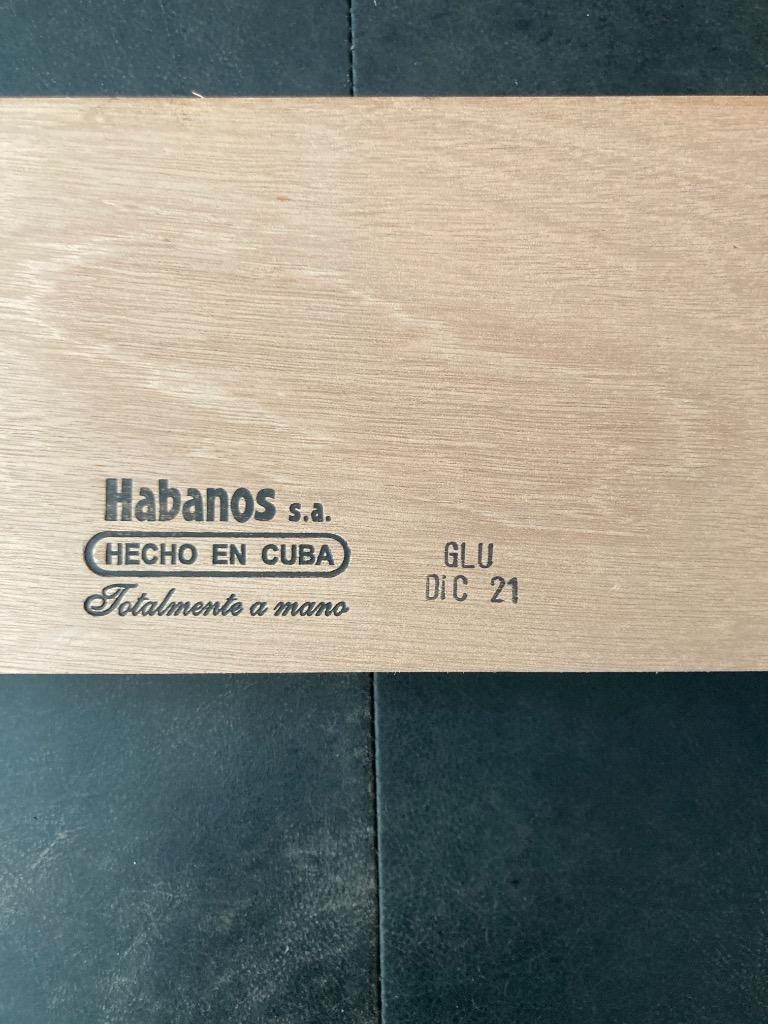 Habanos s.a.
HECHO EN CUBA
Totalmente a mano
GLU
DiC 21